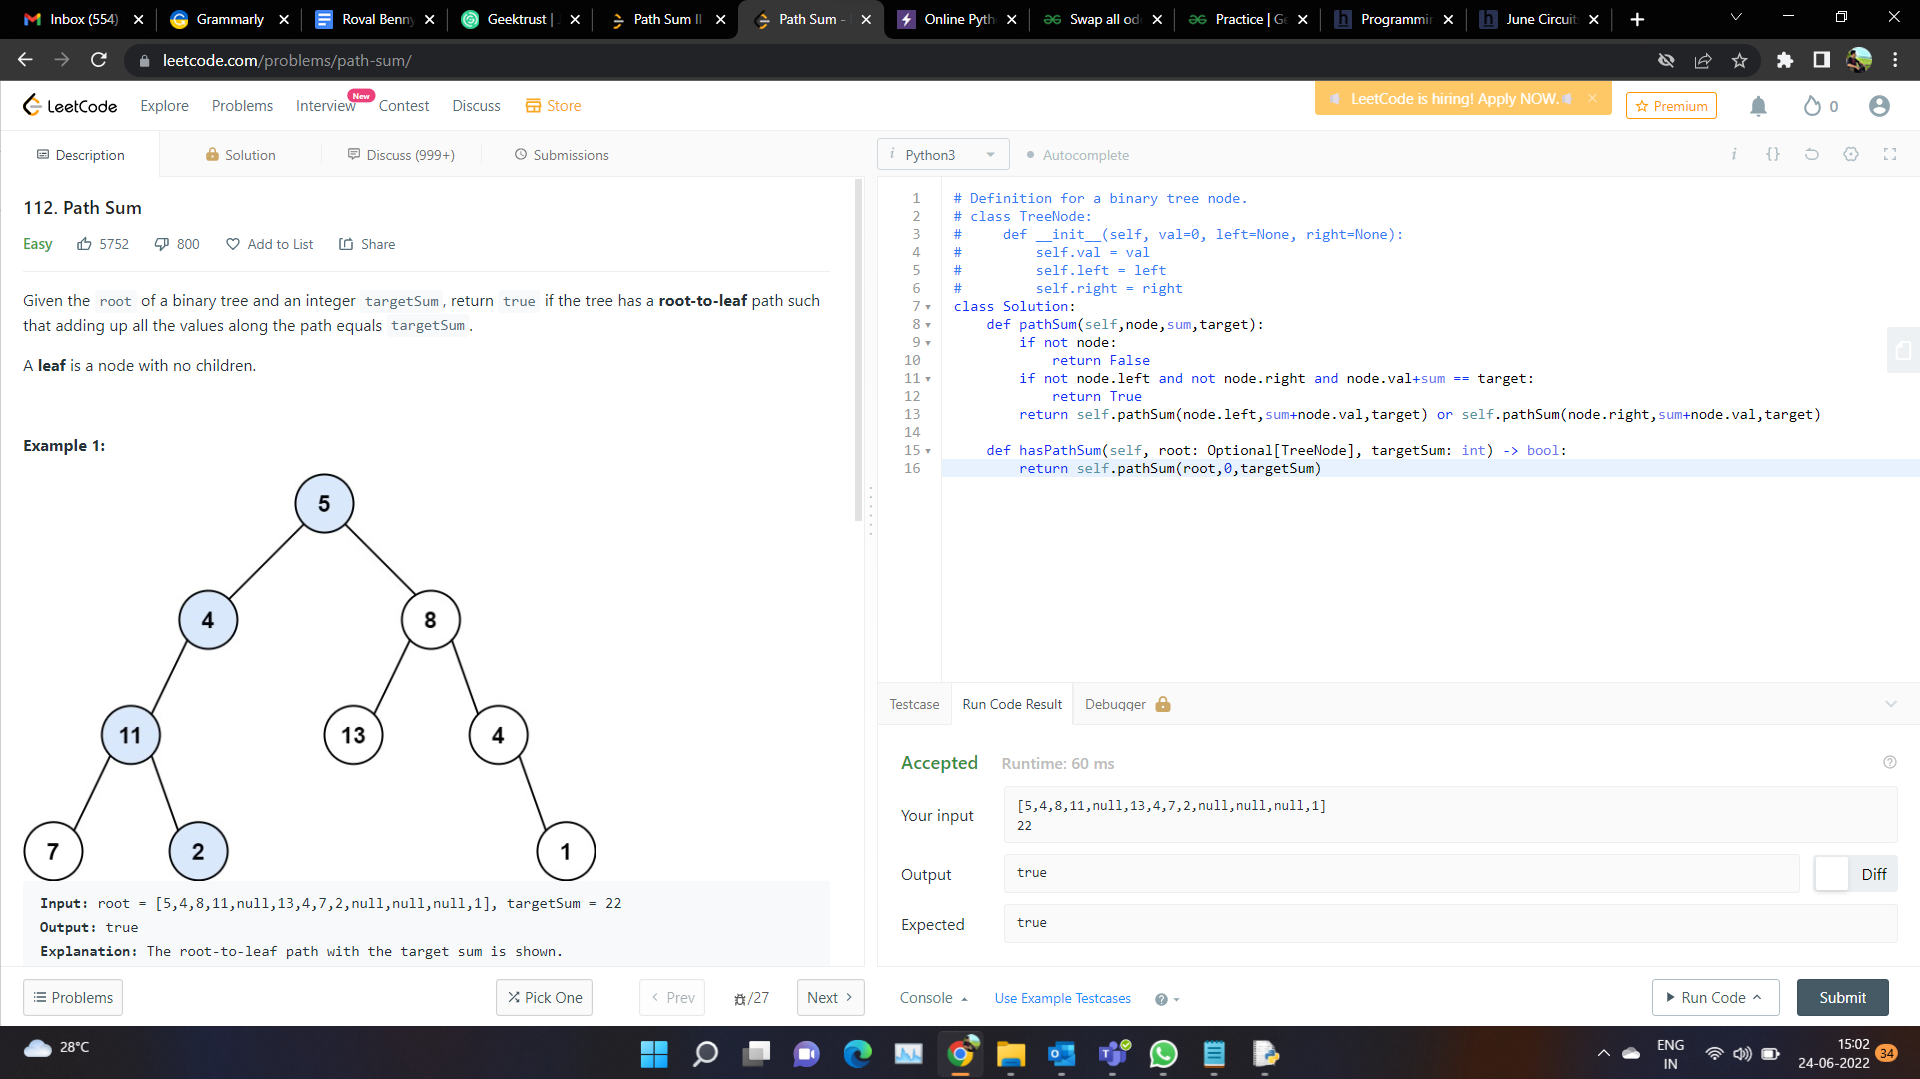 Inbox (554)
Grammarly
Roval Benny
Geektrust |
Path Sum II
Path Sum -
Online Pyth
Swap all od
Practice | G
Programmin
June Circuit
leetcode.com/problems/path-sum/
LeetCode
Explore
Problems
Interview
New
Contest
Discuss
Store
LeetCode is hiring! Apply NOW.
Premium
0
Description
Solution
Discuss (999+)
Submissions
i Python3
Autocomplete
i {}
112. Path Sum
Easy 5752 800 Add to List Share
Given the root of a binary tree and an integer targetSum, return true if the tree has a root-to-leaf path such
that adding up all the values along the path equals targetSum.
A leaf is a node with no children.
Example 1:
5
4
8
11
13
4
7
2
1
Input: root = [5,4,8,11,null,13,4,7,2,null,null,null,1], targetSum = 22
Output: true
Explanation: The root-to-leaf path with the target sum is shown.
1 # Definition for a binary tree node.
2 # class TreeNode:
3 #     def __init__(self, val=0, left=None, right=None):
4 #         self.val = val
5 #         self.left = left
6 #         self.right = right
7 class Solution:
8     def pathSum(self,node,sum,target):
9         if not node:
10             return False
11         if not node.left and not node.right and node.val+sum == target:
12             return True
13         return self.pathSum(node.left,sum+node.val,target) or self.pathSum(node.right,sum+node.val,target)
14
15     def hasPathSum(self, root: Optional[TreeNode], targetSum: int) -> bool:
16         return self.pathSum(root,0,targetSum)
Testcase
Run Code Result
Debugger
Accepted Runtime: 60 ms
Your input
[5,4,8,11,null,13,4,7,2,null,null,null,1]
22
Output
true
Diff
Expected
true
Problems
Pick One
Prev
/27
Next
Console
Use Example Testcases
Run Code
Submit
28°C
ENG
IN
15:02
24-06-2022
34